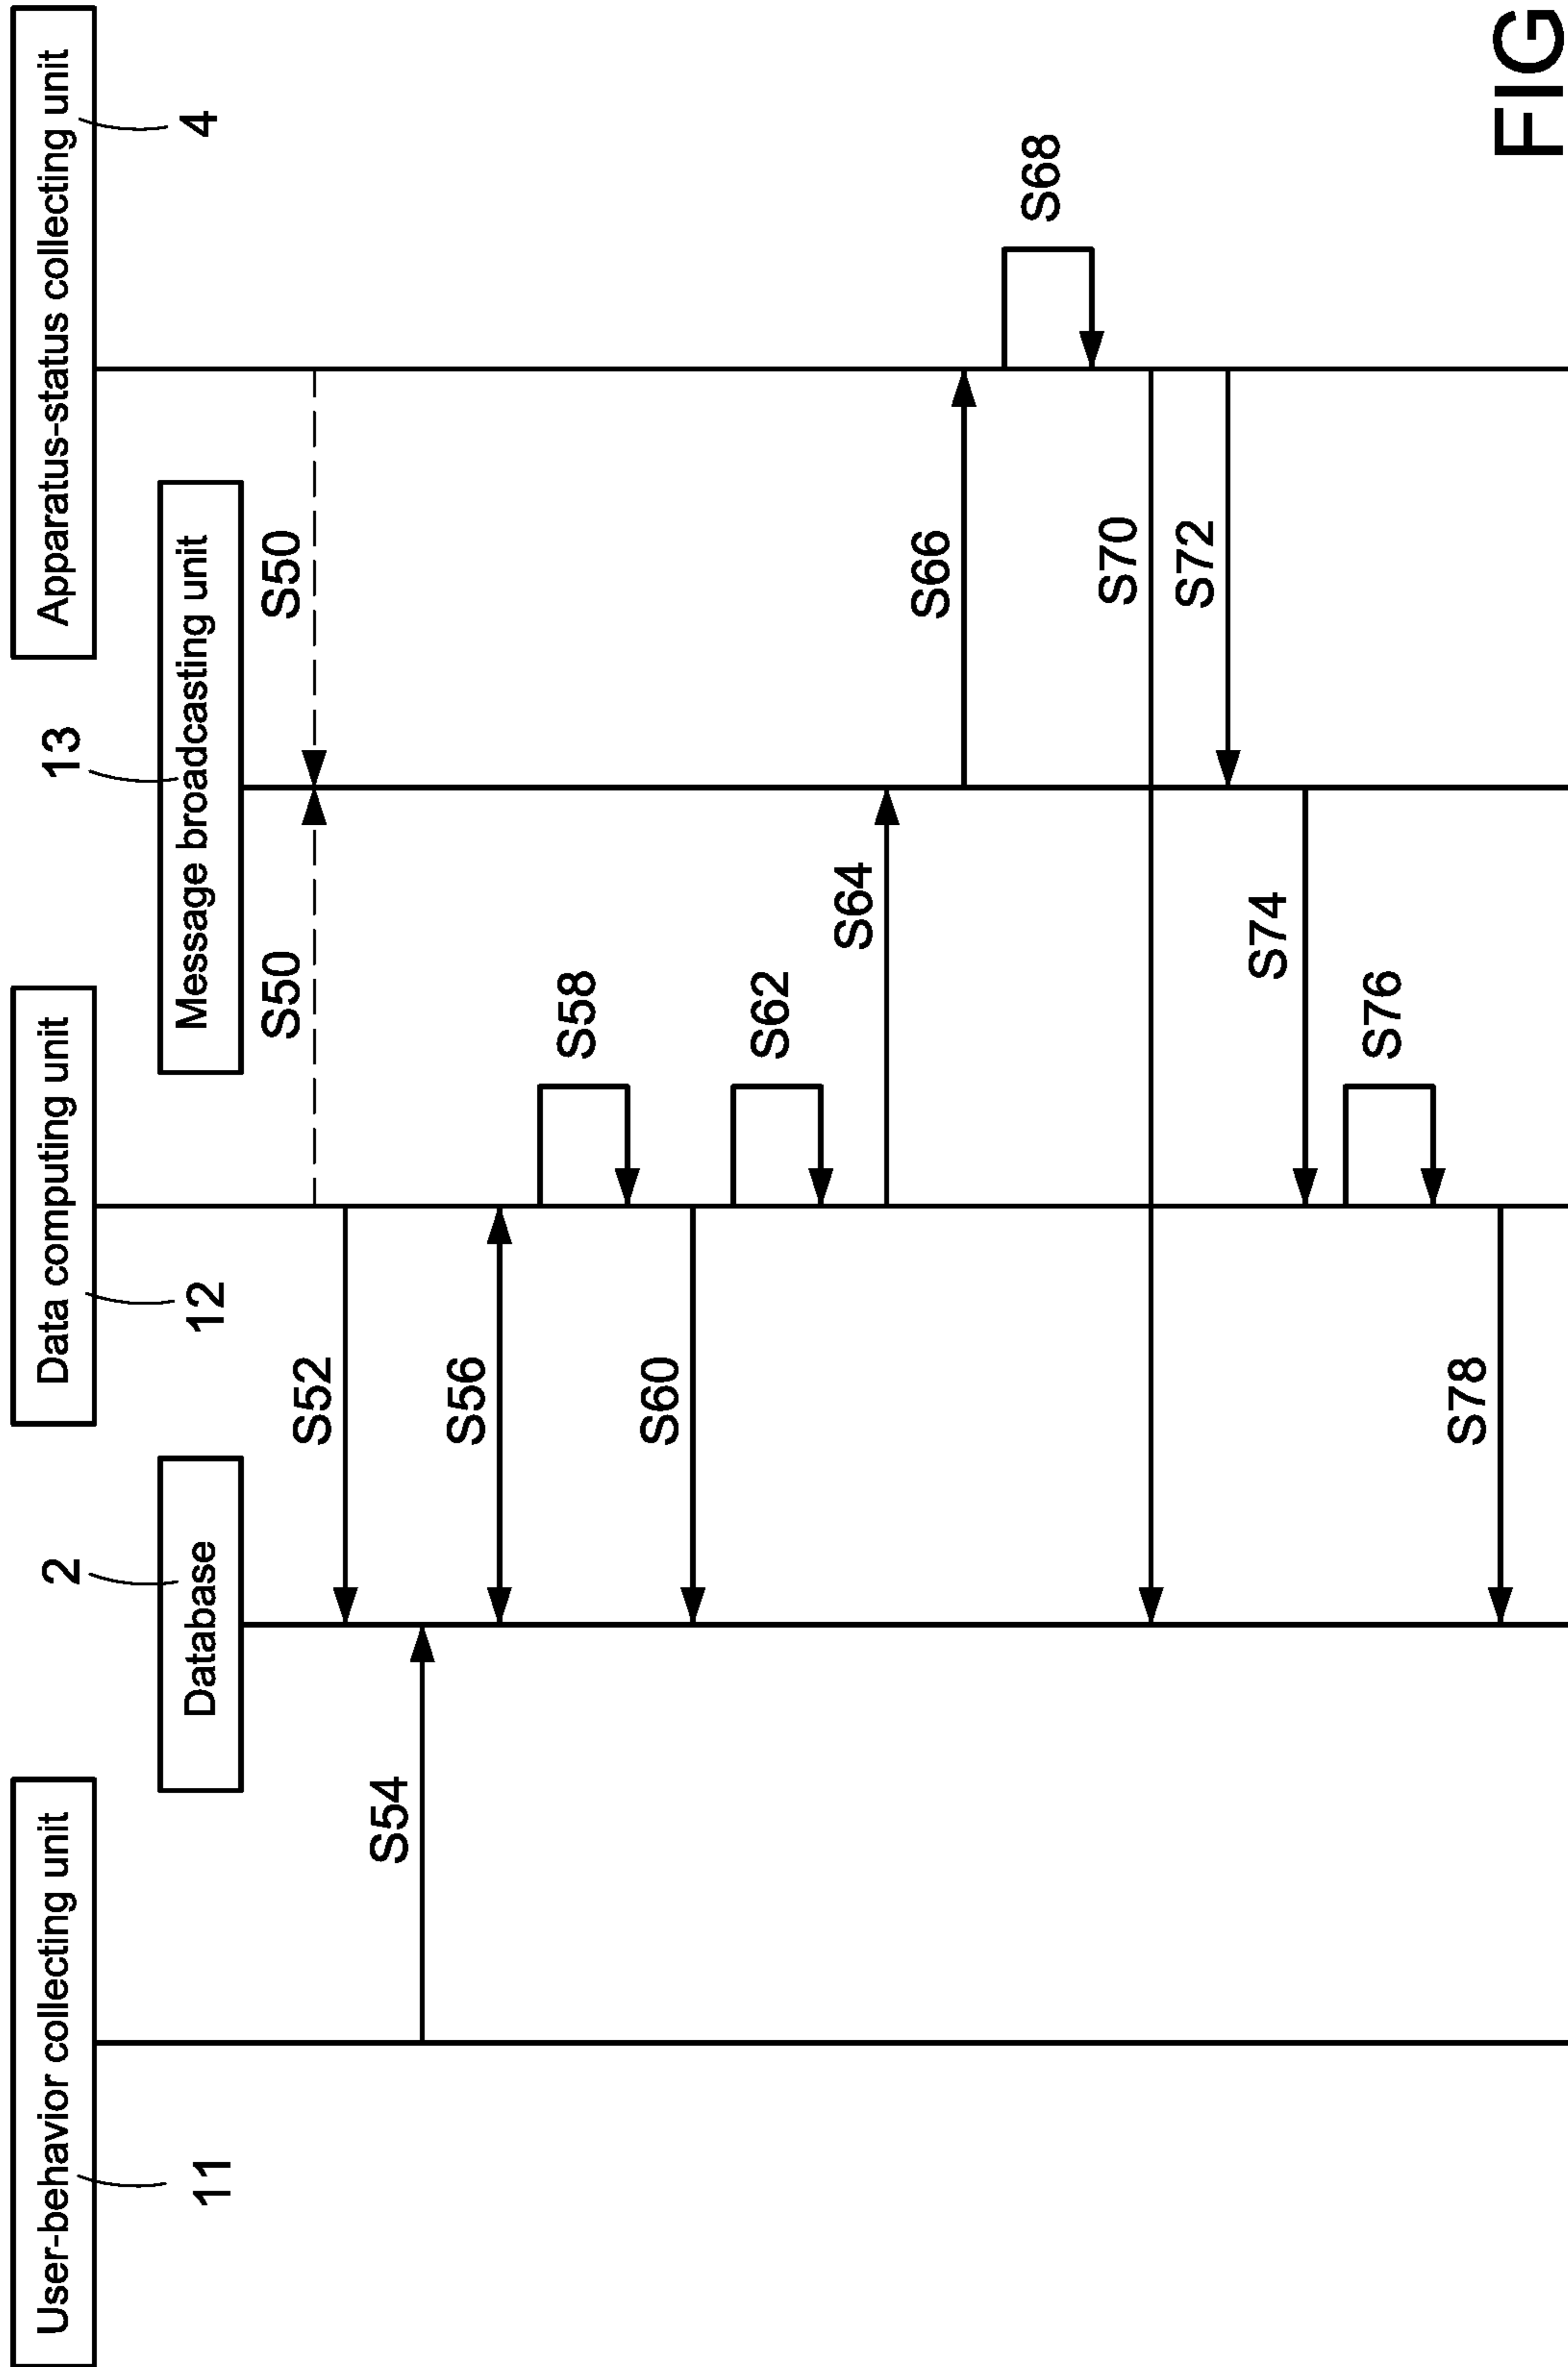 User-behavior collecting unit
Data computing unit
Apparatus-status collecting unit
2
13
Database
Message broadcasting unit
11
12
4
S50
S50
S52
S54
S56
S58
S60
S62
S64
S66
S68
S70
S72
S74
S76
S78
FIG